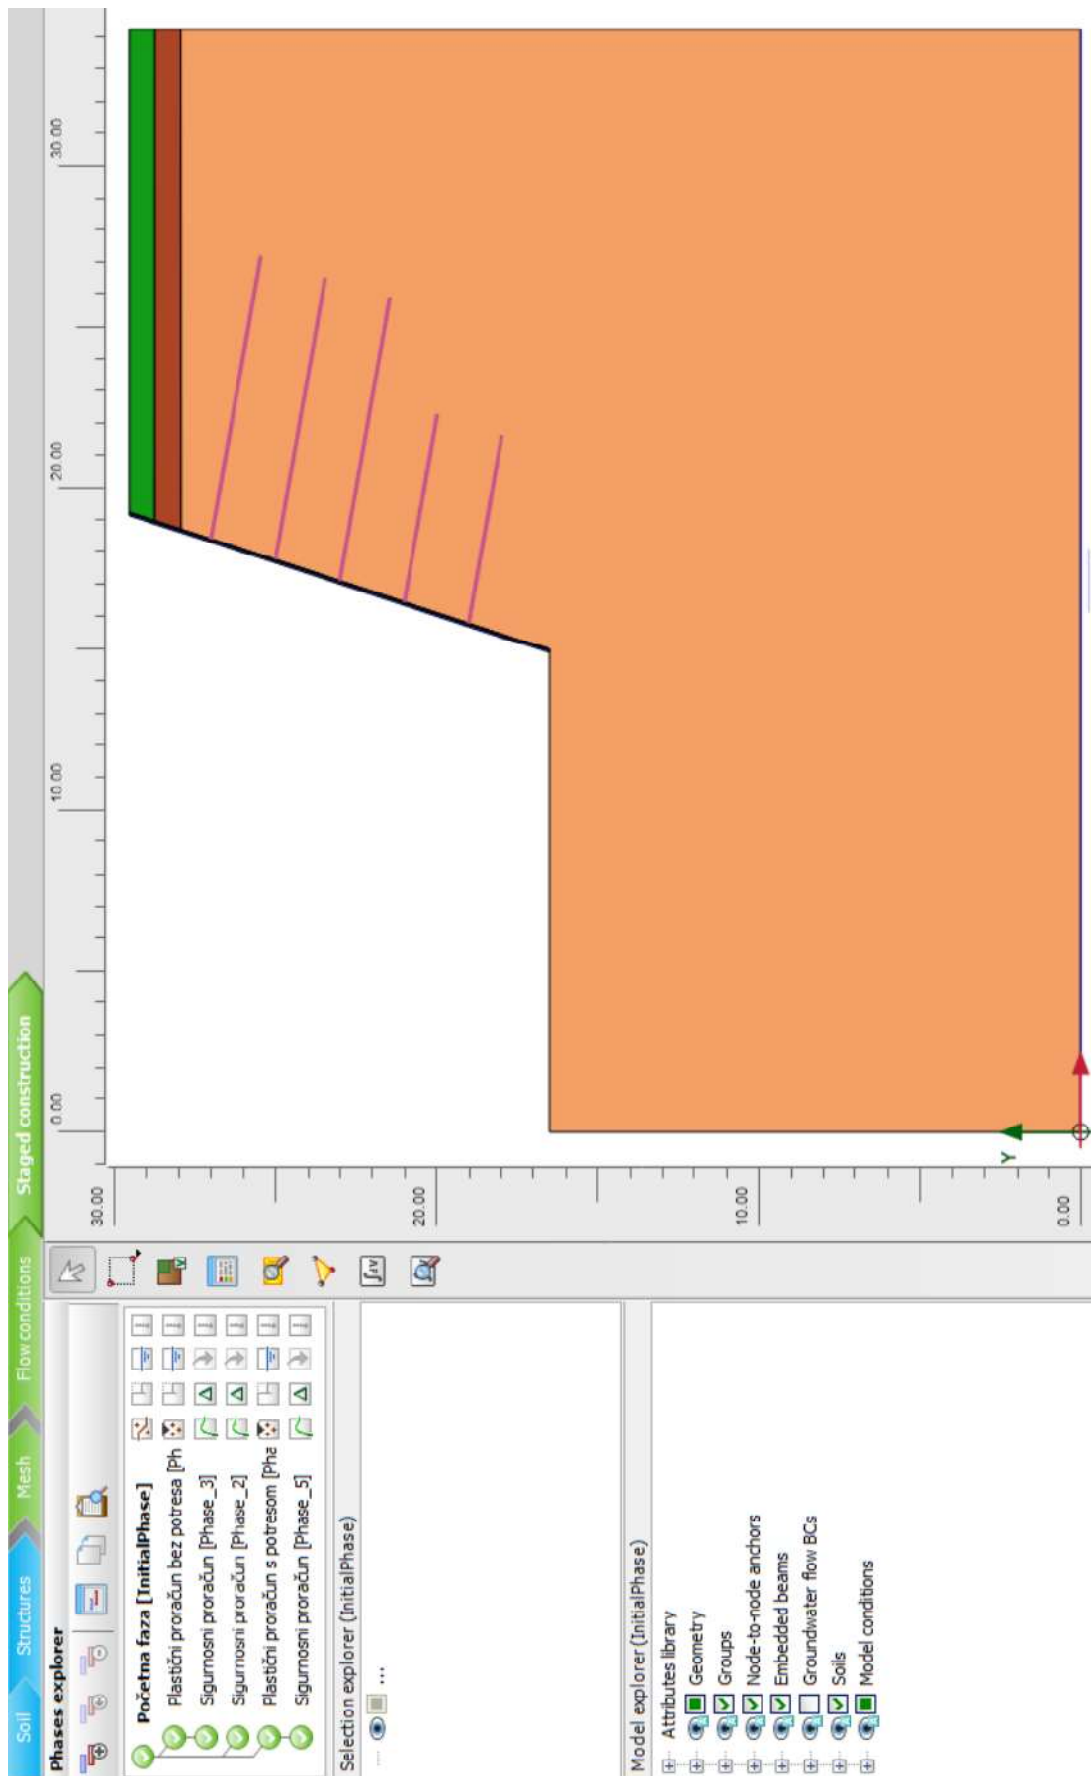 Soil
Structures
Mesh
Flow conditions
Staged construction
Phases explorer
Početna faza [InitialPhase]
Plastični proračun bez potresa [Ph
Sigurnosni proračun [Phase_3]
Sigurnosni proračun [Phase_2]
Plastični proračun s potresom [Pha
Sigurnosni proračun [Phase_5]
Selection explorer (InitialPhase)
...
Model explorer (InitialPhase)
Attributes library
Geometry
Groups
Node-to-node anchors
Embedded beams
Groundwater flow BCs
Soils
Model conditions
0.00
10.00
20.00
30.00
30.00
20.00
10.00
0.00
Y